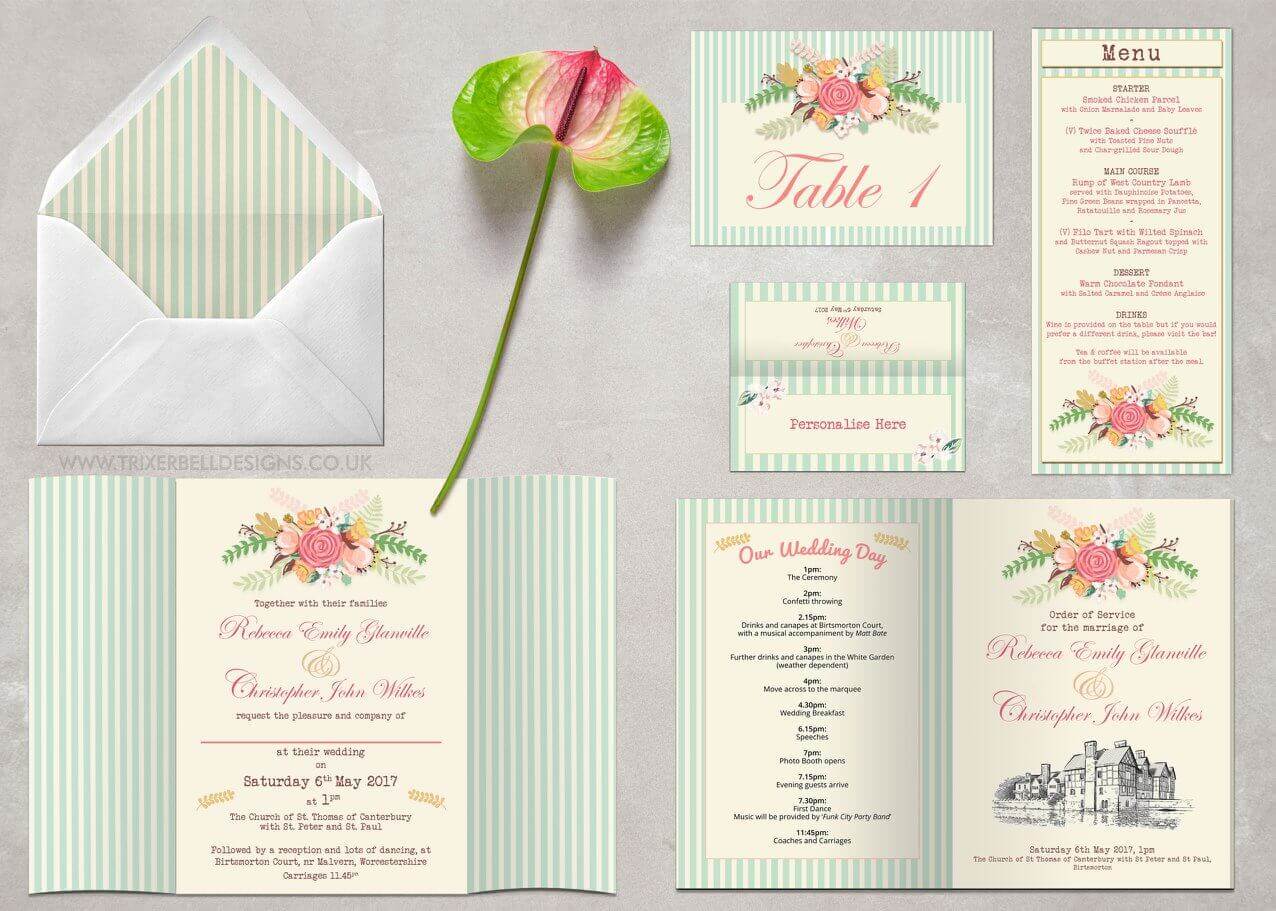 Table 1
Menu
STARTER
Smoked Chicken Parcel
with Onion Marmalade and Baby Leaves
~
(V) Twice Baked Cheese Soufflé
with Toasted Pine Nuts
and Char-grilled Sour Dough
MAIN COURSE
Rump of West Country Lamb
served with Dauphinoise Potatoes,
Fine Green Beans wrapped in Pancetta,
Ratatouille and Rosemary Jus
~
(V) Filo Tart with Wilted Spinach
and Butternut Squash Ragout topped with
Cashew Nut and Parmesan Crisp
DESSERT
Warm Chocolate Fondant
with Salted Caramel and Crème Anglaise
DRINKS
Wine is provided on the table but if you would
prefer a different drink, please visit the bar!
Tea & coffee will be available
from the buffet station after the meal.
Rebecca & Christopher
Wilkes
Saturday 6th May 2017
Personalise Here
WWW.TRIXERBELLDESIGNS.CO.UK
Together with their families
Rebecca Emily Glanville
&
Christopher John Wilkes
request the pleasure and company of
at their wedding
on
Saturday 6th May 2017
at 1pm
The Church of St Thomas of Canterbury
with St. Peter and St. Paul
Followed by a reception and lots of dancing, at
Birtsmorton Court, nr Malvern, Worcestershire
Carriages 11.45pm
Our Wedding Day
1pm:
The Ceremony
2pm:
Confetti throwing
2.15pm:
Drinks and canapes at Birtsmorton Court,
with a musical accompaniment by Matt Bate
3pm:
Further drinks and canapes in the White Garden
(weather dependent)
4pm:
Move across to the marquee
4.30pm:
Wedding Breakfast
6.15pm:
Speeches
7pm:
Photo Booth opens
7.15pm:
Evening guests arrive
7.30pm:
First Dance
Music will be provided by 'Funk City Party Band'
11:45pm:
Coaches and Carriages
Order of Service
for the marriage of
Rebecca Emily Glanville
&
Christopher John Wilkes
Saturday 6th May 2017, 1pm
The Church of St Thomas of Canterbury with St Peter and St Paul,
Birtsmorton